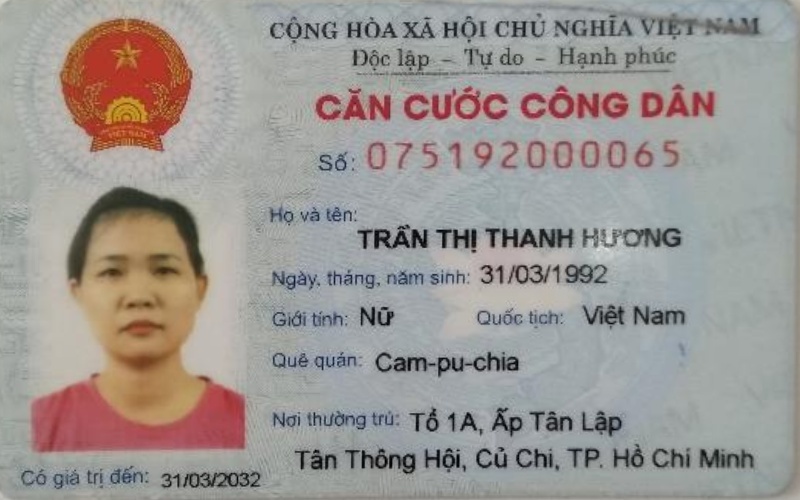 CỘNG HÒA XÃ HỘI CHỦ NGHĨA VIỆT NAM
Độc lập – Tự do – Hạnh phúc
CĂN CƯỚC CÔNG DÂN
Số: 075192000065
Họ và tên:
TRẦN THỊ THANH HƯƠNG
Ngày, tháng, năm sinh: 31/03/1992
Giới tính: Nữ Quốc tịch: Việt Nam
Quê quán: Cam-pu-chia
Nơi thường trú: Tổ 1A, Ấp Tân Lập
Tân Thông Hội, Củ Chi, TP. Hồ Chí Minh
Có giá trị đến: 31/03/2032